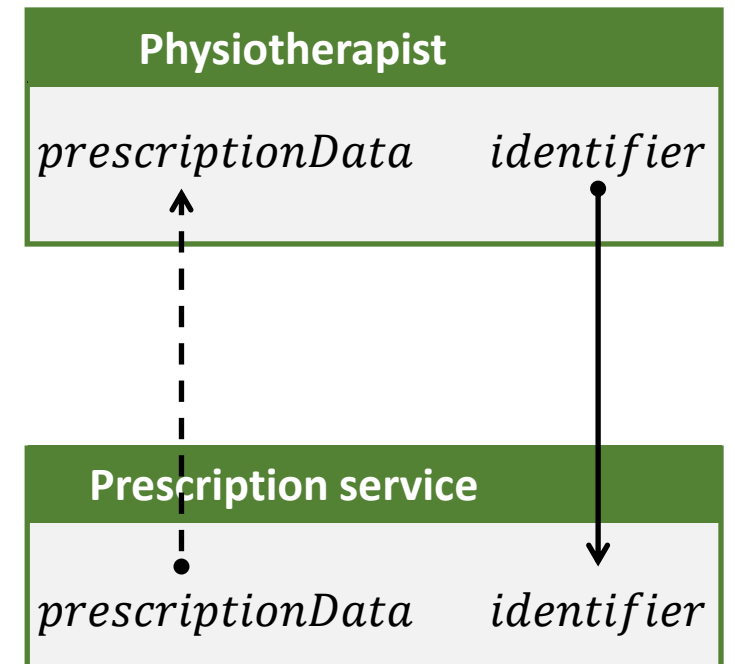 Physiotherapist
prescriptionData identifier
Prescription service
prescriptionData identifier